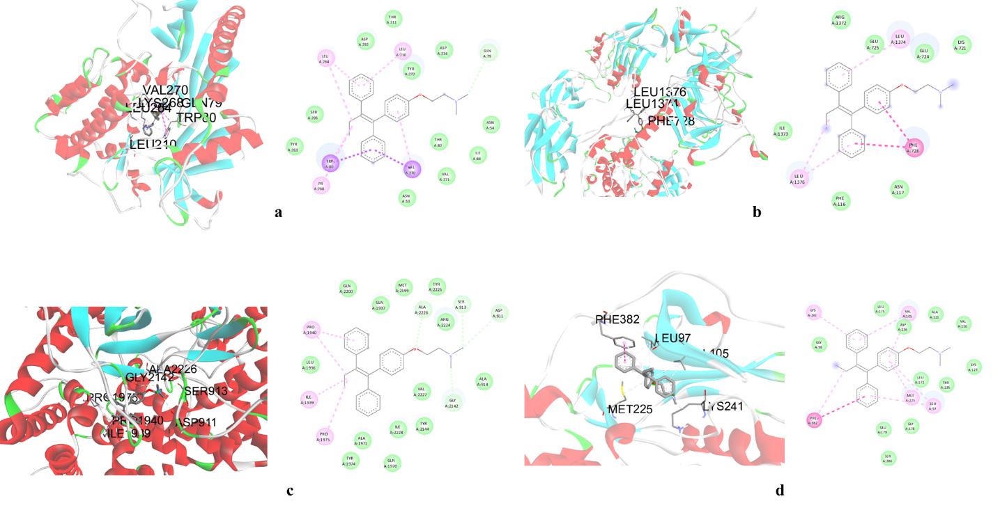 VAL270
LYS268
GLN79
LEU264
TRP80
LEU210
THR
A:211
ASP
A:292
LEU
A:264
LEU
A:210
ASP
A:274
GLN
A:79
TYR
A:272
SER
A:205
ASN
A:54
TYR
A:263
THR
A:82
ILE
A:84
TRP
A:80
VAL
A:270
VAL
A:271
LYS
A:268
ASN
A:53
a
LEU1376
LEU1374
PHE728
ARG
A:1372
GLU
A:725
LEU
A:1374
GLU
A:724
LYS
A:721
ILE
A:1373
PHE
A:728
LEU
A:1376
ASN
A:117
PHE
A:116
b
ALA2226
GLY2142
PRO1975
SER913
PRO1940
ASP911
ILE1939
GLN
A:2200
MET
A:2199
TYR
A:2225
GLN
A:1937
ALA
A:2226
SER
A:913
ASP
A:911
ARG
A:2224
PRO
A:1940
LEU
A:1936
ALA
A:914
VAL
A:2227
ILE
A:1939
GLY
A:2142
ILE
A:2228
TYR
A:2144
PRO
A:1975
ALA
A:1971
TYR
A:1974
GLN
A:1970
c
PHE382
LEU97
MET225
LYS241
LYS
A:241
LEU
A:175
VAL
A:105
ALA
A:121
ASP
A:236
VAL
A:156
GLY
A:98
LYS
A:123
LEU
A:172
THR
A:235
MET
A:225
LEU
A:97
PHE
A:382
GLU
A:179
GLY
A:178
SER
A:380
d